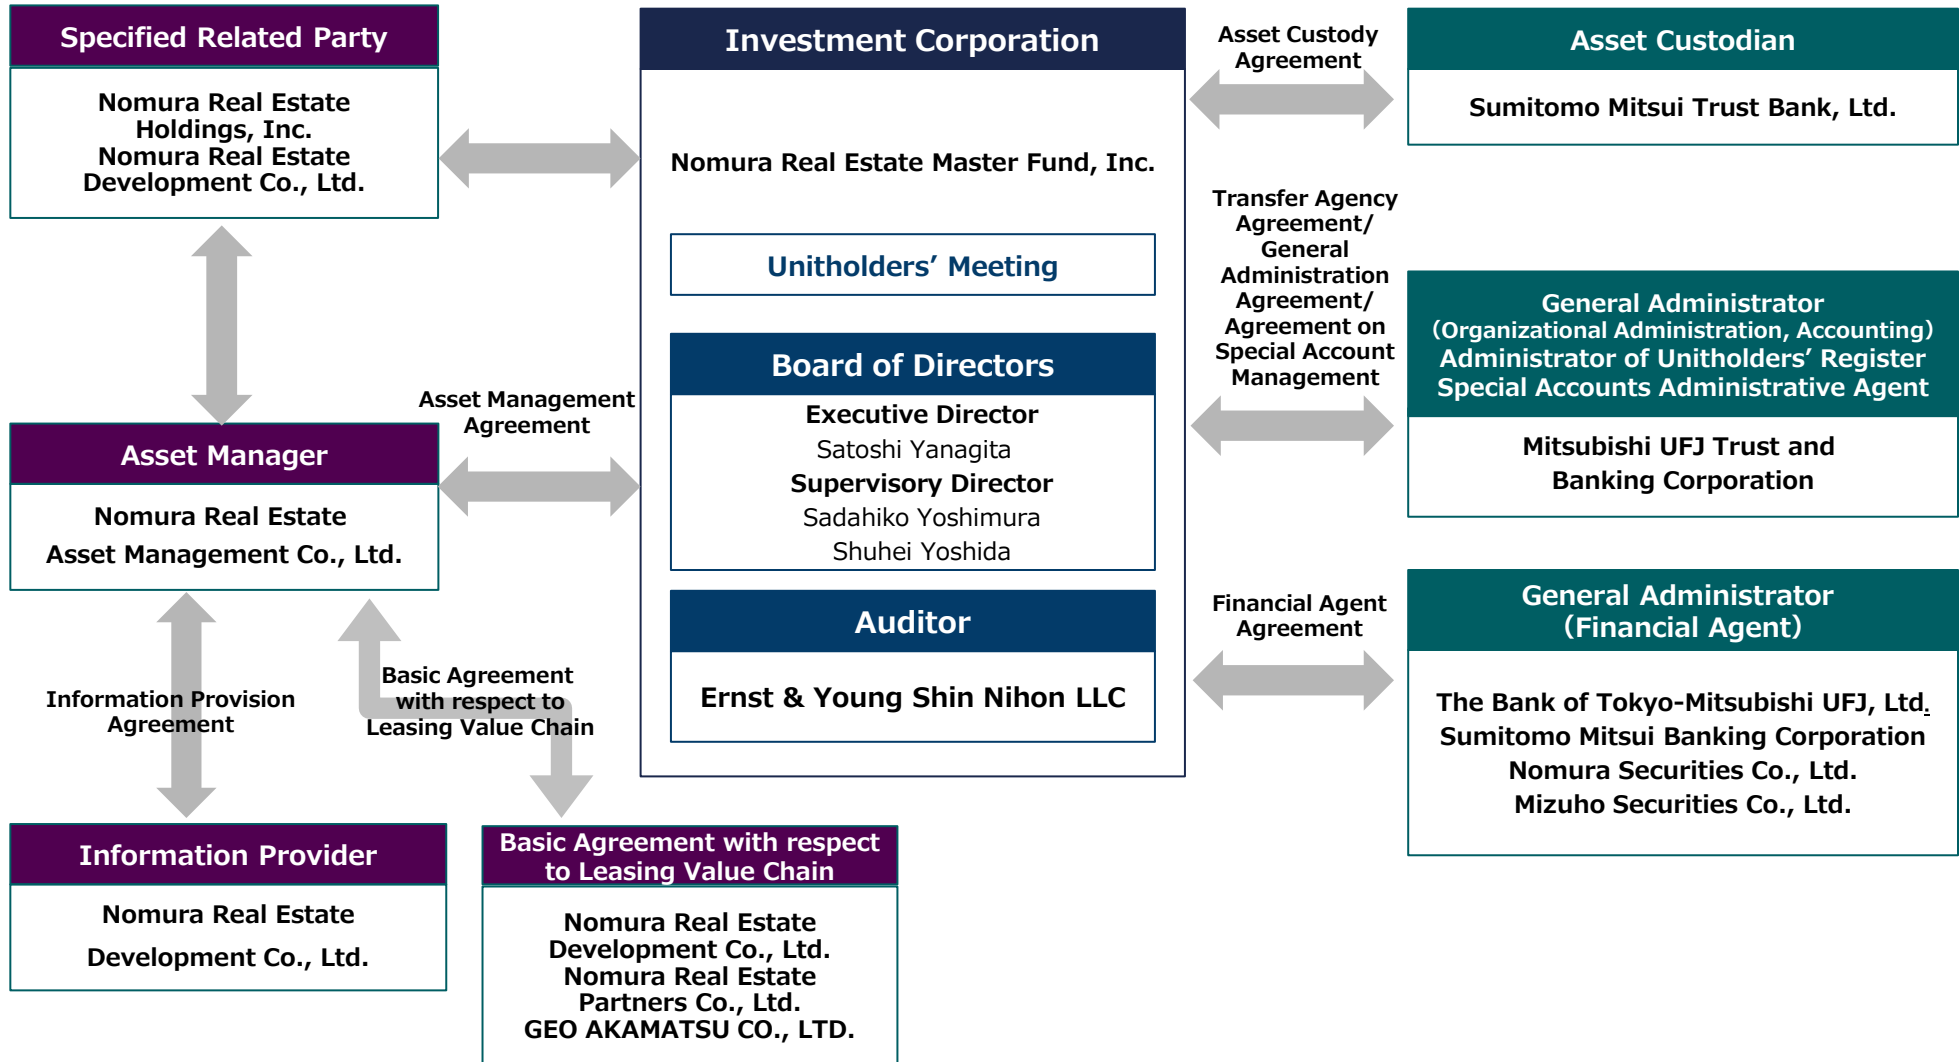 Specified Related Party
Nomura Real Estate
Holdings, Inc.
Nomura Real Estate
Development Co., Ltd.
Asset Management
Agreement
Asset Manager
Nomura Real Estate
Asset Management Co., Ltd.
Information Provision
Agreement
Basic Agreement
with respect to
Leasing Value Chain
Information Provider
Nomura Real Estate
Development Co., Ltd.
Basic Agreement with respect
to Leasing Value Chain
Nomura Real Estate
Development Co., Ltd.
Nomura Real Estate
Partners Co., Ltd.
GEO AKAMATSU CO., LTD.
Investment Corporation
Nomura Real Estate Master Fund, Inc.
Unitholders’ Meeting
Board of Directors
Executive Director
Satoshi Yanagita
Supervisory Director
Sadahiko Yoshimura
Shuhei Yoshida
Auditor
Ernst & Young Shin Nihon LLC
Asset Custody
Agreement
Asset Custodian
Sumitomo Mitsui Trust Bank, Ltd.
Transfer Agency
Agreement/
General
Administration
Agreement/
Agreement on
Special Account
Management
General Administrator
（Organizational Administration, Accounting）
Administrator of Unitholders’ Register
Special Accounts Administrative Agent
Mitsubishi UFJ Trust and
Banking Corporation
Financial Agent
Agreement
General Administrator
（Financial Agent）
The Bank of Tokyo-Mitsubishi UFJ, Ltd.
Sumitomo Mitsui Banking Corporation
Nomura Securities Co., Ltd.
Mizuho Securities Co., Ltd.